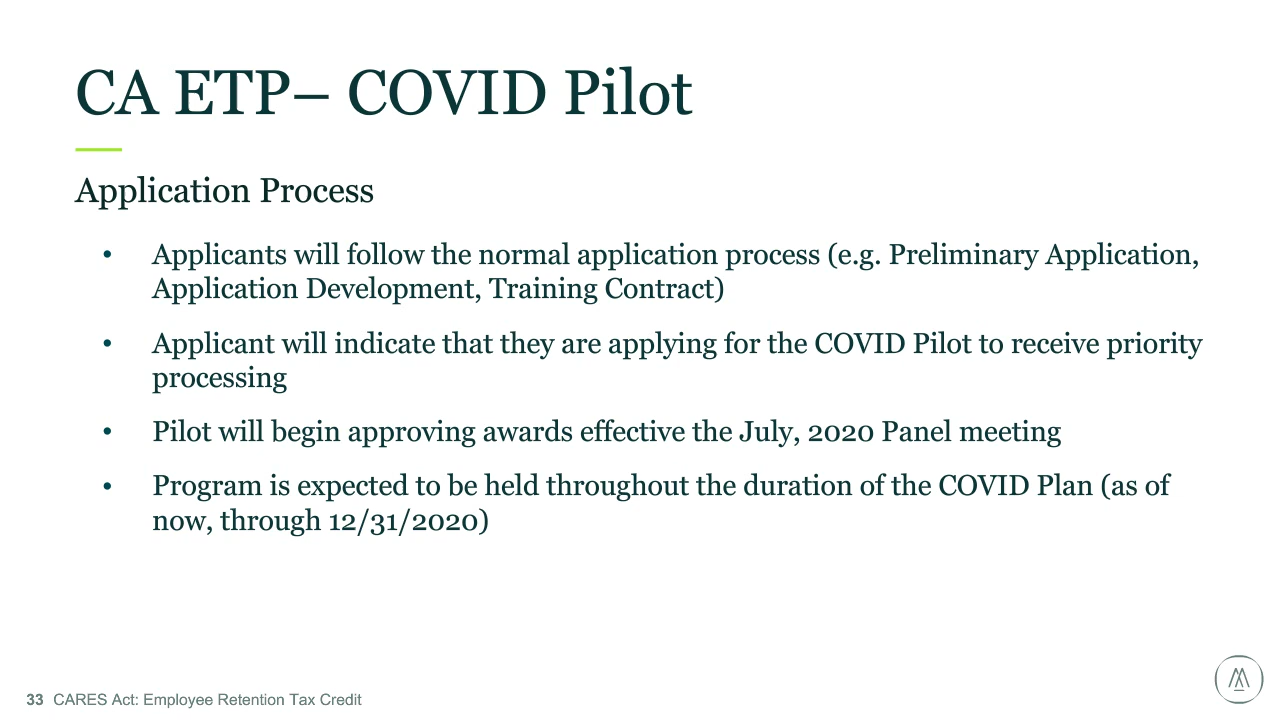 CA ETP– COVID Pilot
Application Process
• Applicants will follow the normal application process (e.g. Preliminary Application,
Application Development, Training Contract)
• Applicant will indicate that they are applying for the COVID Pilot to receive priority
processing
• Pilot will begin approving awards effective the July, 2020 Panel meeting
• Program is expected to be held throughout the duration of the COVID Plan (as of
now, through 12/31/2020)
33 CARES Act: Employee Retention Tax Credit